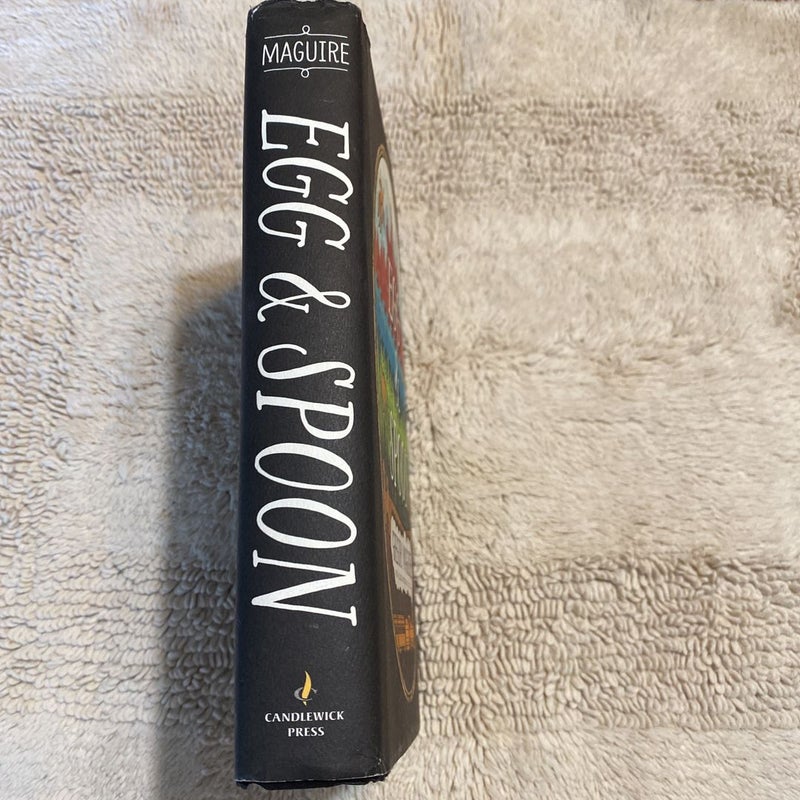 MAGUIRE
EGG & SPOON
CANDLEWICK
PRESS